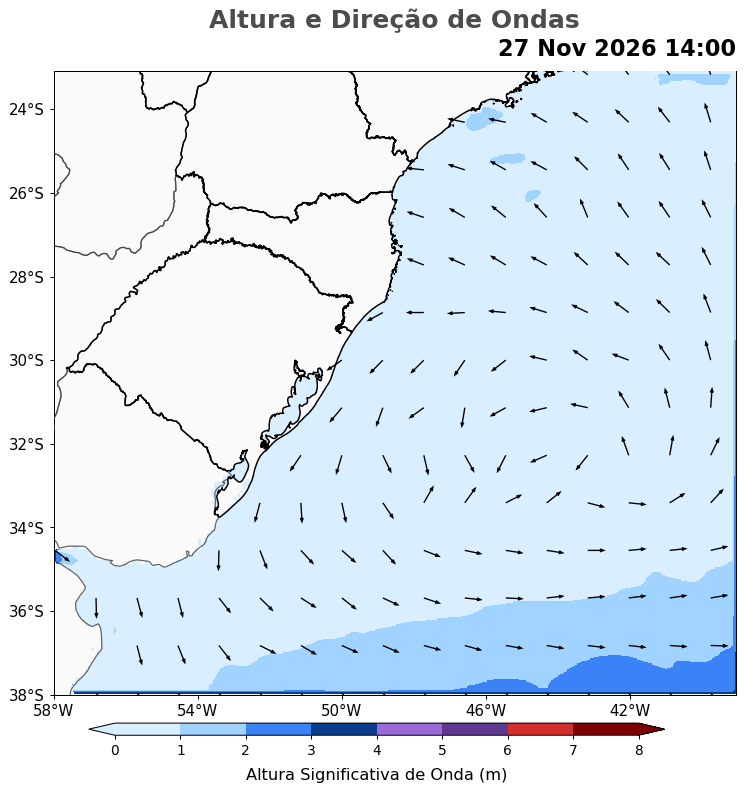 Altura e Direção de Ondas
27 Nov 2026 14:00
24°S
26°S
28°S
30°S
32°S
34°S
36°S
38°S
58°W 54°W 50°W 46°W 42°W
0 1 2 3 4 5 6 7 8
Altura Significativa de Onda (m)